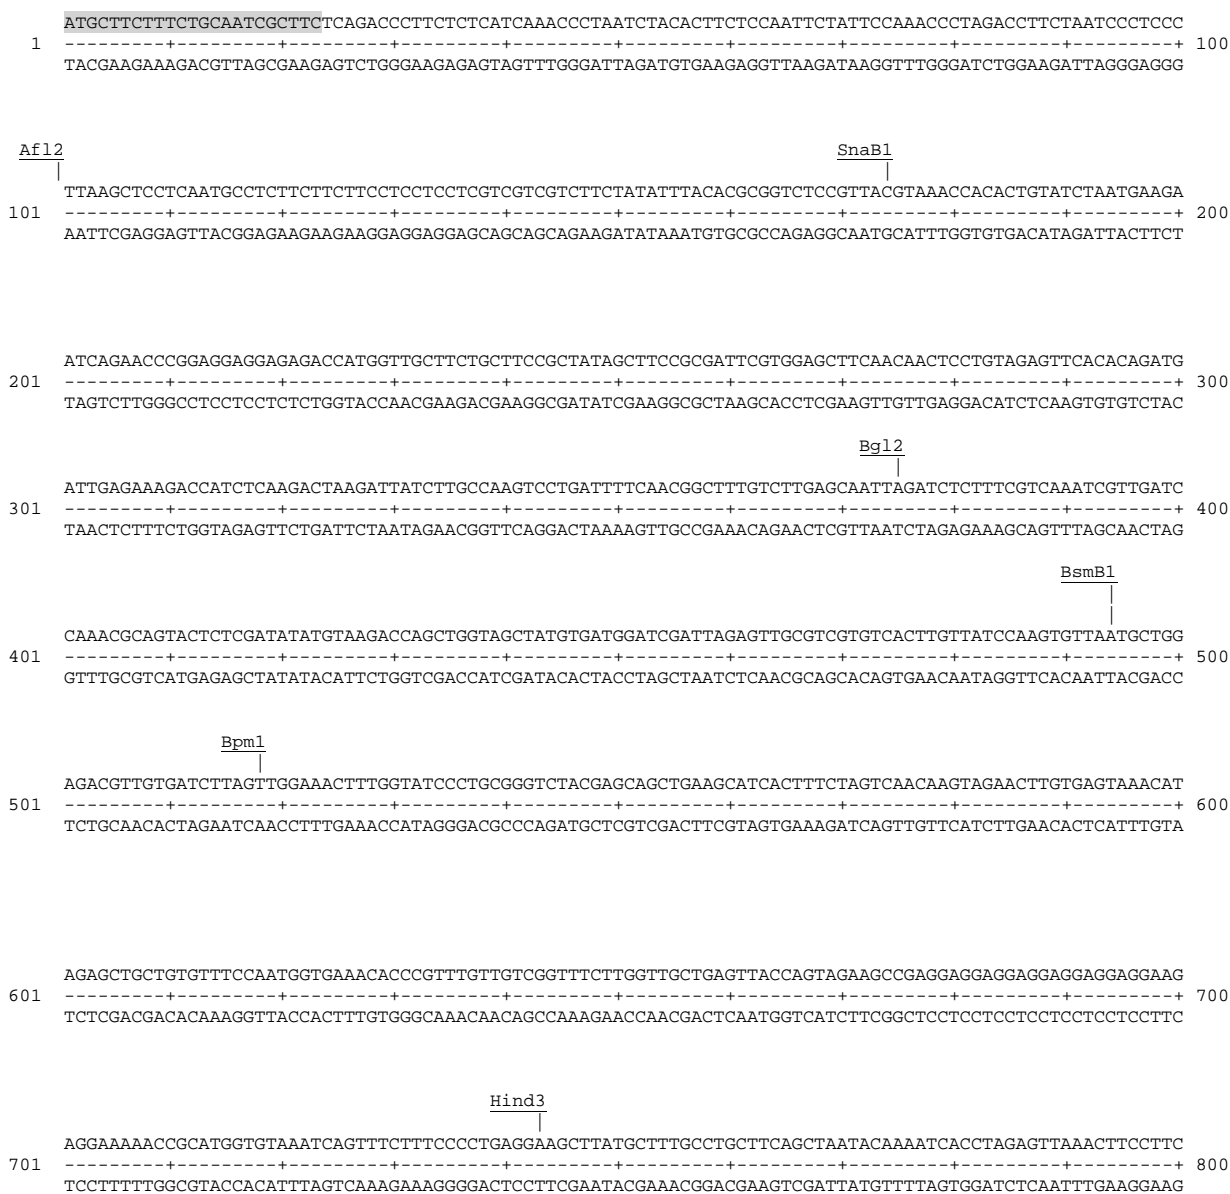 ATGCTTCTTTCTGCAATCGCTTCTCAGACCCTTCTCTCATCAAACCCTAATCTACACTTCTCCAATTCTATTCCAAACCCTAGACCTTCTAATCCCTCCC
1 ---------+---------+---------+---------+---------+---------+---------+---------+---------+---------+ 100
TACGAAGAAAGACGTTAGCGAAGAGTCTGGGAAGAGAGTAGTTTGGGATTAGATGTGAAGAGGTTAAGATAAGGTTTGGGATCTGGAAGATTAGGGAGGG
Afl2 SnaB1
| |
TTAAGCTCCTCAATGCCTCTTCTTCTTCCTCCTCCTCGTCGTCGTCTTCTATATTTACACGCGGTCTCCGTTACGTAAACCACACTGTATCTAATGAAGA
101 ---------+---------+---------+---------+---------+---------+---------+---------+---------+---------+ 200
AATTCGAGGAGTTACGGAGAAGAAGAAGGAGGAGGAGCAGCAGCAGAAGATATAAATGTGCGCCAGAGGCAATGCATTTGGTGTGACATAGATTACTTCT
ATCAGAACCCGGAGGAGGAGAGACCATGGTTGCTTCTGCTTCCGCTATAGCTTCCGCGATTCGTGGAGCTTCAACAACTCCTGTAGAGTTCACACAGATG
201 ---------+---------+---------+---------+---------+---------+---------+---------+---------+---------+ 300
TAGTCTTGGGCCTCCTCCTCTCTGGTACCAACGAAGACGAAGGCGATATCGAAGGCGCTAAGCACCTCGAAGTTGTTGAGGACATCTCAAGTGTGTCTAC
Bgl2
|
ATTGAGAAAGACCATCTCAAGACTAAGATTATCTTGCCAAGTCCTGATTTTCAACGGCTTTGTCTTGAGCAATTAGATCTCTTTCGTCAAATCGTTGATC
301 ---------+---------+---------+---------+---------+---------+---------+---------+---------+---------+ 400
TAACTCTTTCTGGTAGAGTTCTGATTCTAATAGAACGGTTCAGGACTAAAAGTTGCCGAAACAGAACTCGTTAATCTAGAGAAAGCAGTTTAGCAACTAG
BsmB1
|
|
CAAACGCAGTACTCTCGATATATGTAAGACCAGCTGGTAGCTATGTGATGGATCGATTAGAGTTGCGTCGTGTCACTTGTTATCCAAGTGTTAATGCTGG
401 ---------+---------+---------+---------+---------+---------+---------+---------+---------+---------+ 500
GTTTGCGTCATGAGAGCTATATACATTCTGGTCGACCATCGATACACTACCTAGCTAATCTCAACGCAGCACAGTGAACAATAGGTTCACAATTACGACC
Bpm1
|
AGACGTTGTGATCTTAGTTGGAAACTTTGGTATCCCTGCGGGTCTACGAGCAGCTGAAGCATCACTTTCTAGTCAACAAGTAGAACTTGTGAGTAAACAT
501 ---------+---------+---------+---------+---------+---------+---------+---------+---------+---------+ 600
TCTGCAACACTAGAATCAACCTTTGAAACCATAGGGACGCCCAGATGCTCGTCGACTTCGTAGTGAAAGATCAGTTGTTCATCTTGAACACTCATTTGTA
AGAGCTGCTGTGTTTCCAATGGTGAAACACCCGTTTGTTGTCGGTTTCTTGGTTGCTGAGTTACCAGTAGAAGCCGAGGAGGAGGAGGAGGAGGAGGAAG
601 ---------+---------+---------+---------+---------+---------+---------+---------+---------+---------+ 700
TCTCGACGACACAAAGGTTACCACTTTGTGGGCAAACAACAGCCAAAGAACCAACGACTCAATGGTCATCTTCGGCTCCTCCTCCTCCTCCTCCTCCTTC
Hind3
|
AGGAAAAACCGCATGGTGTAAATCAGTTTCTTTCCCCTGAGGAAGCTTATGCTTTGCCTGCTTCAGCTAATACAAAATCACCTAGAGTTAAACTTCCTTC
701 ---------+---------+---------+---------+---------+---------+---------+---------+---------+---------+ 800
TCCTTTTTGGCGTACCACATTTAGTCAAAGAAAGGGGACTCCTTCGAATACGAAACGGACGAAGTCGATTATGTTTTAGTGGATCTCAATTTGAAGGAAG